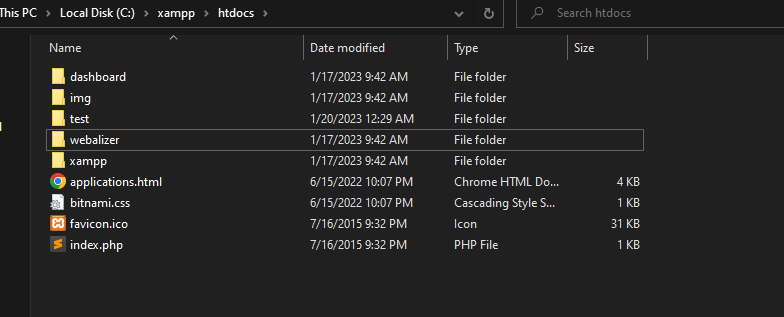 This PC > Local Disk (C:) > xampp > htdocs > Search htdocs
Name Date modified Type Size
dashboard 1/17/2023 9:42 AM File folder
img 1/17/2023 9:42 AM File folder
test 1/20/2023 12:29 AM File folder
webalizer 1/17/2023 9:42 AM File folder
xampp 1/17/2023 9:42 AM File folder
applications.html 6/15/2022 10:07 PM Chrome HTML Do... 4 KB
bitnami.css 6/15/2022 10:07 PM Cascading Style S... 1 KB
favicon.ico 7/16/2015 9:32 PM Icon 31 KB
index.php 7/16/2015 9:32 PM PHP File 1 KB